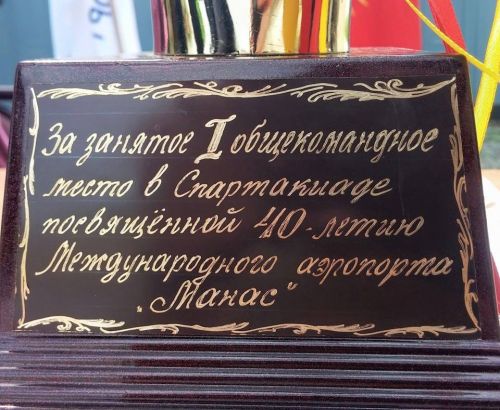 За занятое I общекомандное
место в Спартакиаде
посвящённой 40-летию
Международного аэропорта
„Манас“